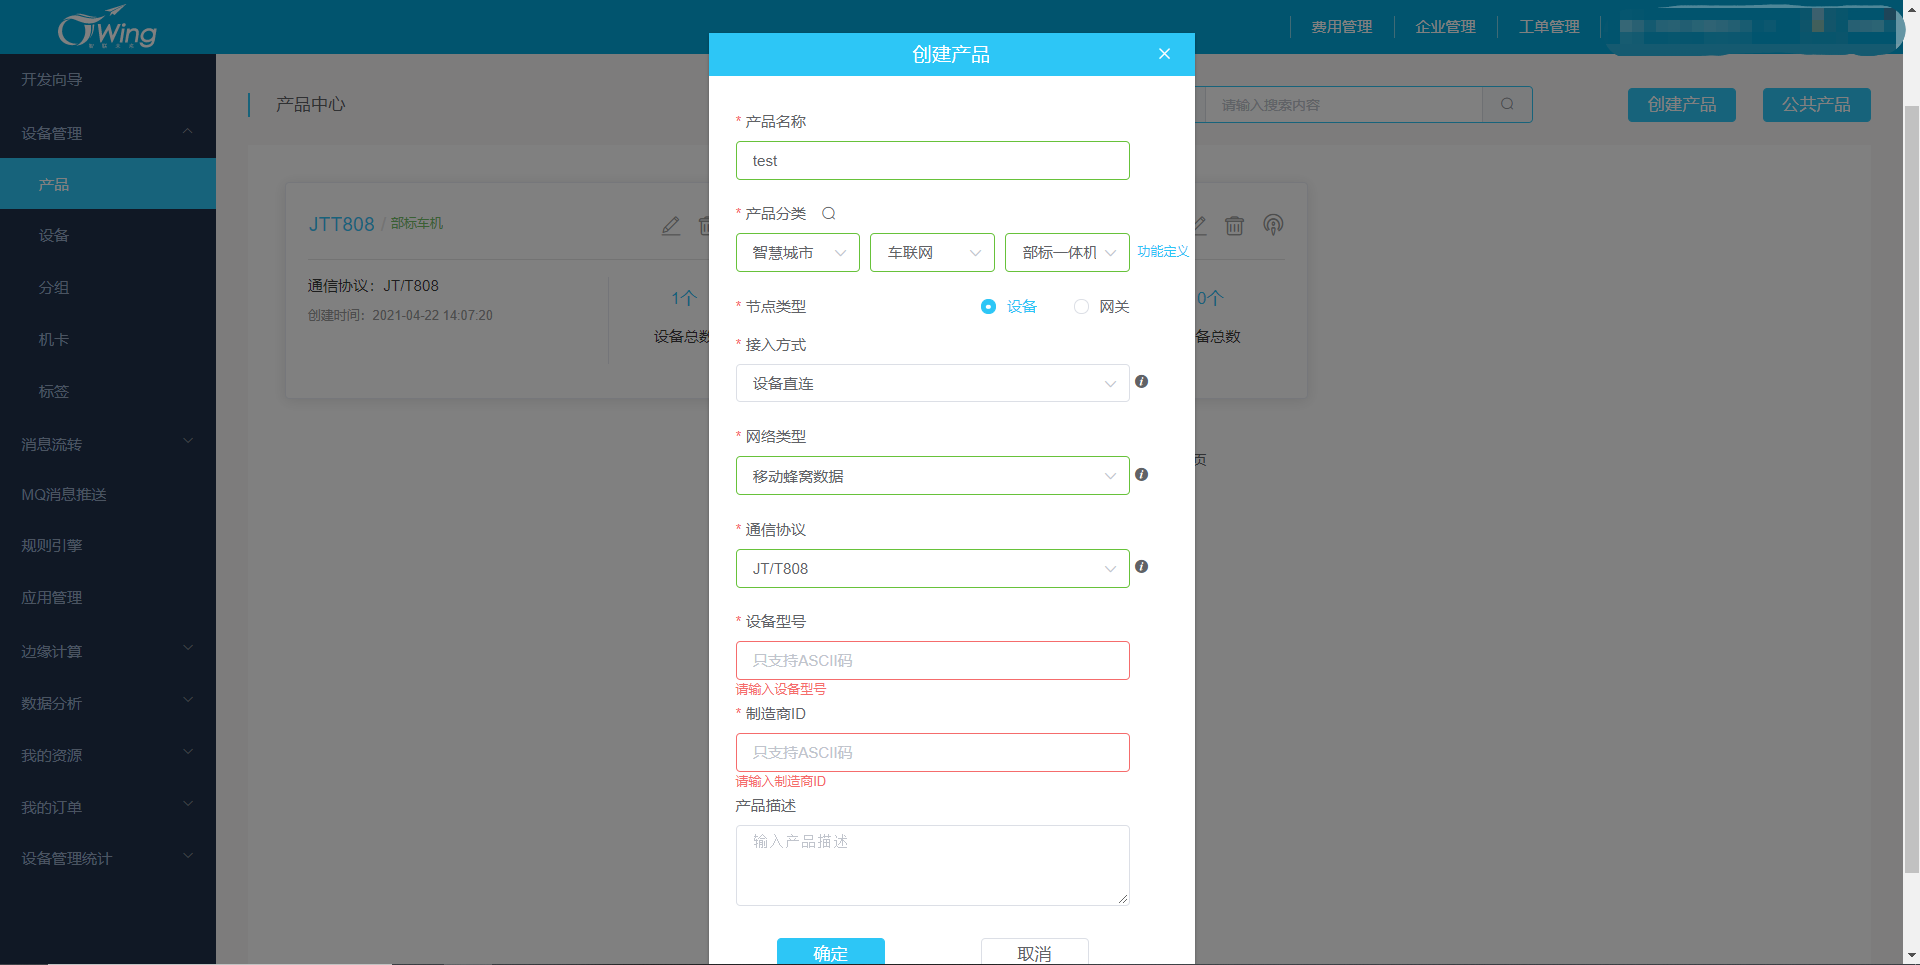 Wing
费用管理
企业管理
工单管理
开发向导
设备管理
产品
设备
分组
机卡
标签
消息流转
MQ消息推送
规则引擎
应用管理
边缘计算
数据分析
我的资源
我的订单
设备管理统计
产品中心
请输入搜索内容
创建产品
公共产品
JTT808 / 部标车机
通信协议：JT/T808
创建时间：2021-04-22 14:07:20
1个
设备总数
0个
备总数
页
创建产品
* 产品名称
test
* 产品分类
智慧城市
车联网
部标一体机
功能定义
* 节点类型
设备
网关
* 接入方式
设备直连
* 网络类型
移动蜂窝数据
* 通信协议
JT/T808
* 设备型号
只支持ASCII码
请输入设备型号
* 制造商ID
只支持ASCII码
请输入制造商ID
产品描述
输入产品描述
确定
取消